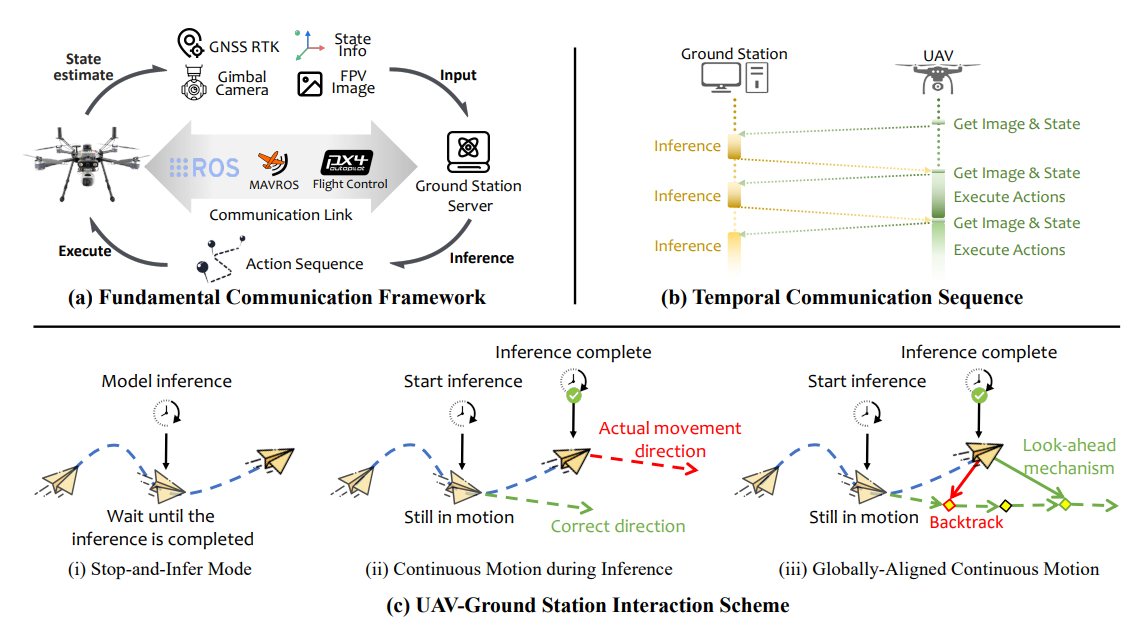 State
estimate
GNSS RTK
State
Info
Gimbal
Camera
FPV
Image
Input
ROS
MAVROS
px4
autopilot
Flight Control
Communication Link
Ground Station
Server
Execute
Action Sequence
Inference
(a) Fundamental Communication Framework
Ground Station
UAV
Get Image & State
Inference
Get Image & State
Inference
Execute Actions
Get Image & State
Inference
Execute Actions
(b) Temporal Communication Sequence
Model inference
Wait until the
inference is completed
(i) Stop-and-Infer Mode
Inference complete
Start inference
Actual movement
direction
Still in motion
Correct direction
(ii) Continuous Motion during Inference
Inference complete
Start inference
Look-ahead
mechanism
Still in motion
Backtrack
(iii) Globally-Aligned Continuous Motion
(c) UAV-Ground Station Interaction Scheme